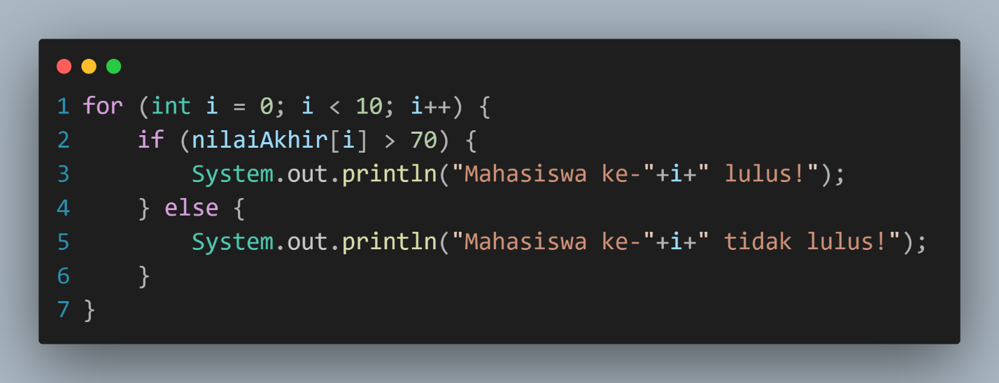 1 for (int i = 0; i < 10; i++) {
2     if (nilaiAkhir[i] > 70) {
3         System.out.println("Mahasiswa ke-"+i+" lulus!");
4     } else {
5         System.out.println("Mahasiswa ke-"+i+" tidak lulus!");
6     }
7 }